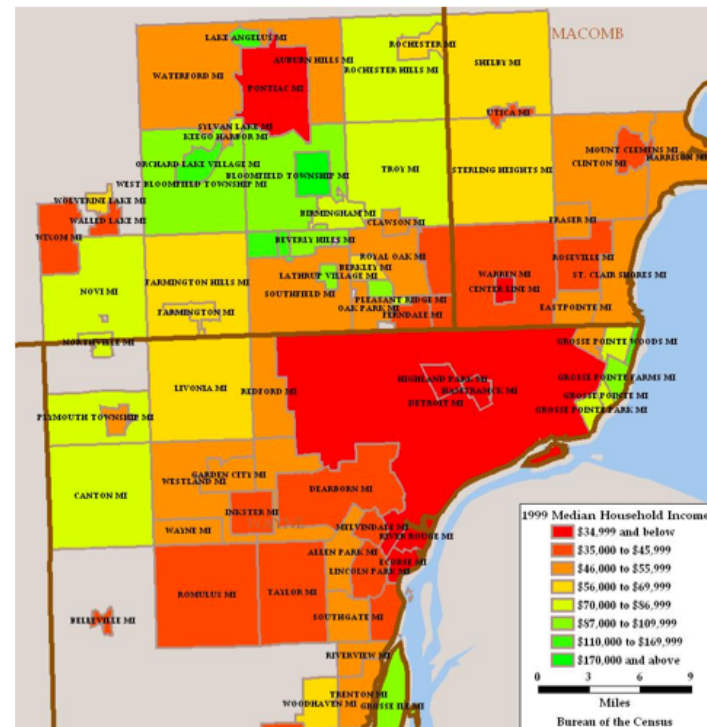 LAKE ANGELUS MI
ROCHESTER MI
MACOMB
AUBURN HILLS MI
WATERFORD MI
ROCHESTER HILLS MI
SHELBY MI
PONTIAC MI
UTICA MI
SYLVAN LAKE MI
KEEGO HARBOR MI
MOUNT CLEMENS MI
CLINTON MI
HARRISON MI
ORCHARD LAKE VILLAGE MI
BLOOMFIELD TOWNSHIP MI
TROY MI
STERLING HEIGHTS MI
WEST BLOOMFIELD TOWNSHIP MI
WOLVERINE LAKE MI
WALLED LAKE MI
BIRMINGHAM MI
CLAWSON MI
FRASER MI
WIXOM MI
BEVERLY HILLS MI
ROYAL OAK MI
ROSEVILLE MI
BERKLEY MI
WARREN MI
ST. CLAIR SHORES MI
LATHRUP VILLAGE MI
FARMINGTON HILLS MI
CENTER LINE MI
NOVI MI
SOUTHFIELD MI
PLEASANT RIDGE MI
OAK PARK MI
EASTPOINTE MI
FARMINGTON MI
FERNDALE MI
NORTHVILLE MI
GROSSE POINTE WOODS MI
HIGHLAND PARK MI
GROSSE POINTE FARMS MI
LIVONIA MI
REDFORD MI
HAMTRAMCK MI
GROSSE POINTE MI
DETROIT MI
GROSSE POINTE PARK MI
PLYMOUTH TOWNSHIP MI
GARDEN CITY MI
WESTLAND MI
DEARBORN MI
CANTON MI
INKSTER MI
WAYNE
WAYNE MI
MELVINDALE MI
RIVER ROUGE MI
ALLEN PARK MI
ECORSE MI
LINCOLN PARK MI
ROMULUS MI
TAYLOR MI
SOUTHGATE MI
BELLEVILLE MI
RIVERVIEW MI
TRENTON MI
WOODHAVEN MI
GROSSE ILE MI
1999 Median Household Income
$34,999 and below
$35,000 to $45,999
$46,000 to $55,999
$56,000 to $69,999
$70,000 to $86,999
$87,000 to $109,999
$110,000 to $169,999
$170,000 and above
0 3 6 9
Miles
Bureau of the Census